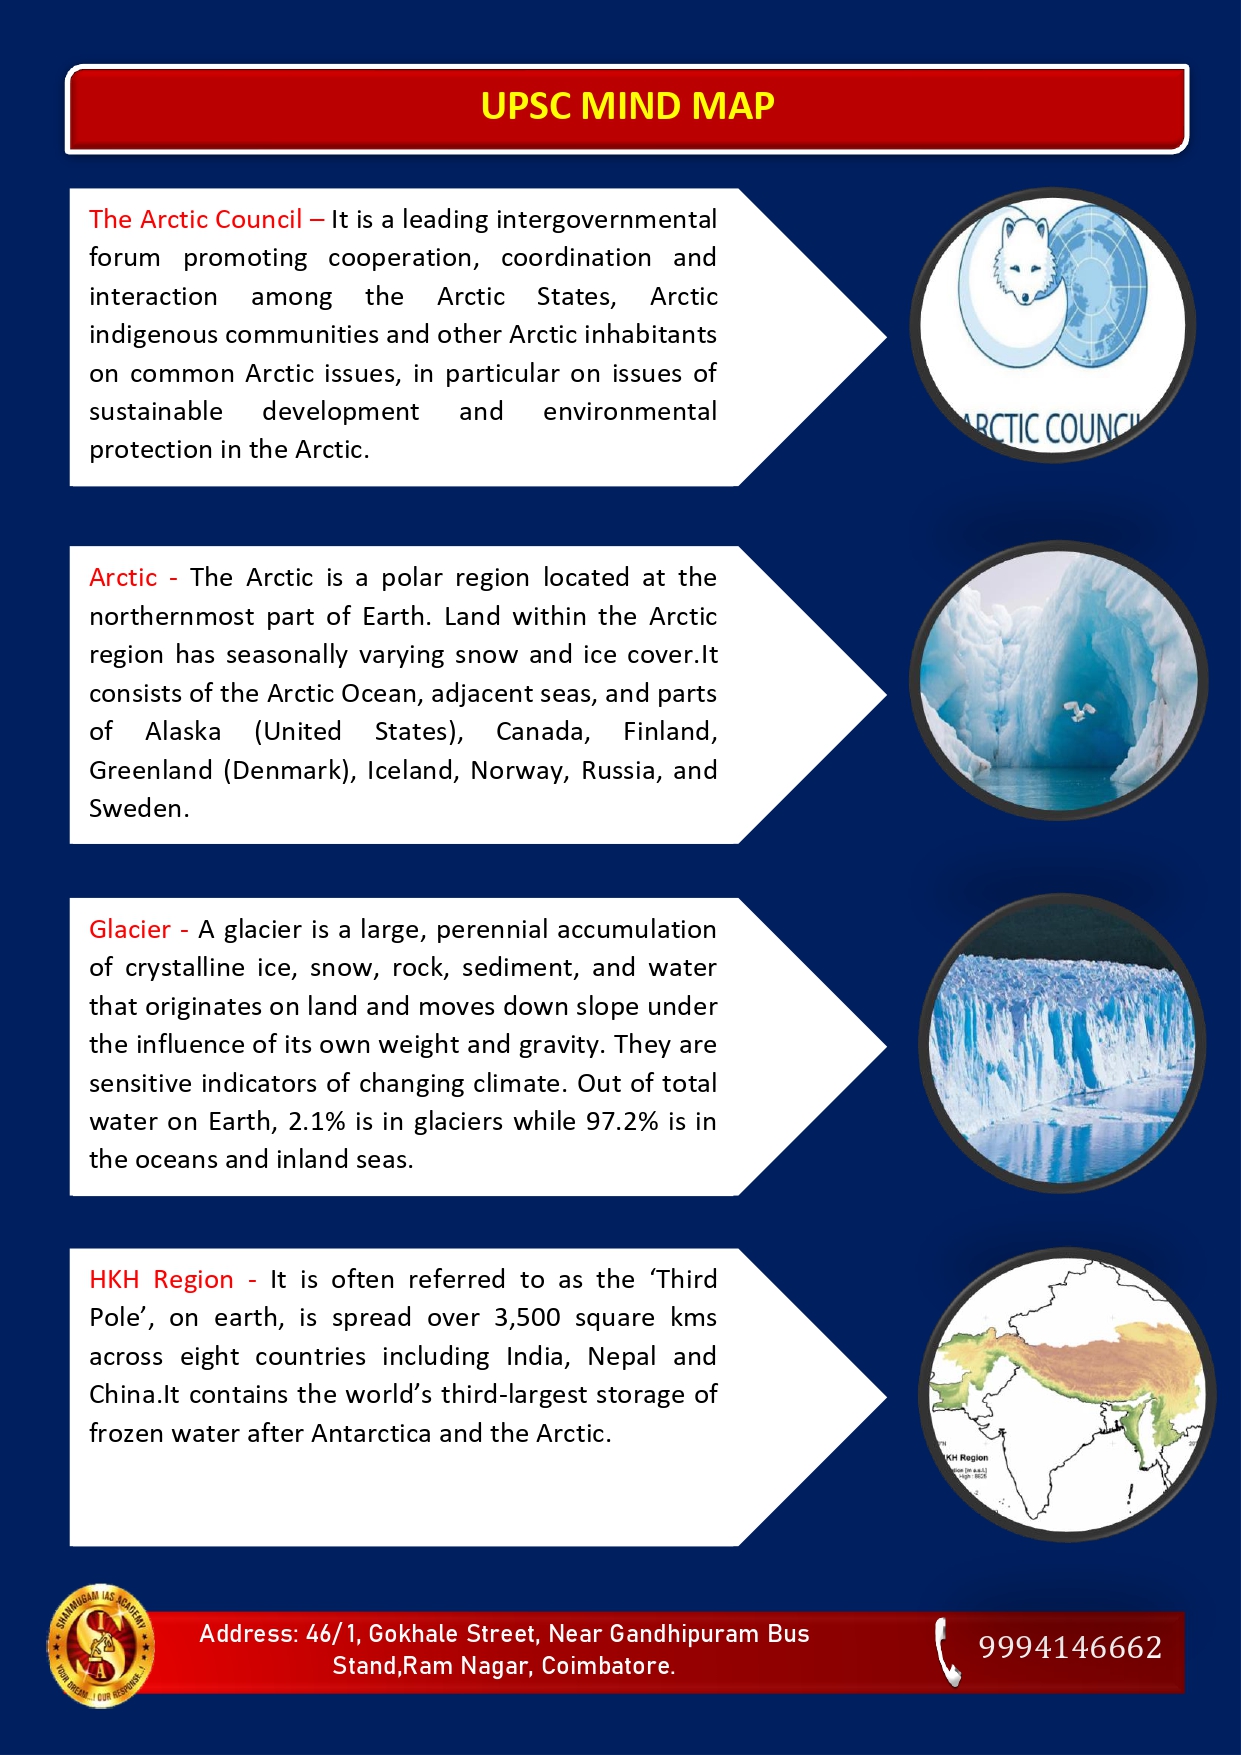 UPSC MIND MAP
The Arctic Council – It is a leading intergovernmental
forum promoting cooperation, coordination and
interaction among the Arctic States, Arctic
indigenous communities and other Arctic inhabitants
on common Arctic issues, in particular on issues of
sustainable development and environmental
protection in the Arctic.
ARCTIC COUNCIL
Arctic - The Arctic is a polar region located at the
northernmost part of Earth. Land within the Arctic
region has seasonally varying snow and ice cover.It
consists of the Arctic Ocean, adjacent seas, and parts
of Alaska (United States), Canada, Finland,
Greenland (Denmark), Iceland, Norway, Russia, and
Sweden.
Glacier - A glacier is a large, perennial accumulation
of crystalline ice, snow, rock, sediment, and water
that originates on land and moves down slope under
the influence of its own weight and gravity. They are
sensitive indicators of changing climate. Out of total
water on Earth, 2.1% is in glaciers while 97.2% is in
the oceans and inland seas.
HKH Region - It is often referred to as the ‘Third
Pole’, on earth, is spread over 3,500 square kms
across eight countries including India, Nepal and
China.It contains the world’s third-largest storage of
frozen water after Antarctica and the Arctic.
KH Region
SHANMUGAM IAS ACADEMY
SIA
YOUR DREAM...! OUR RESPONSE...!
Address: 46/1, Gokhale Street, Near Gandhipuram Bus
Stand,Ram Nagar, Coimbatore.
9994146662